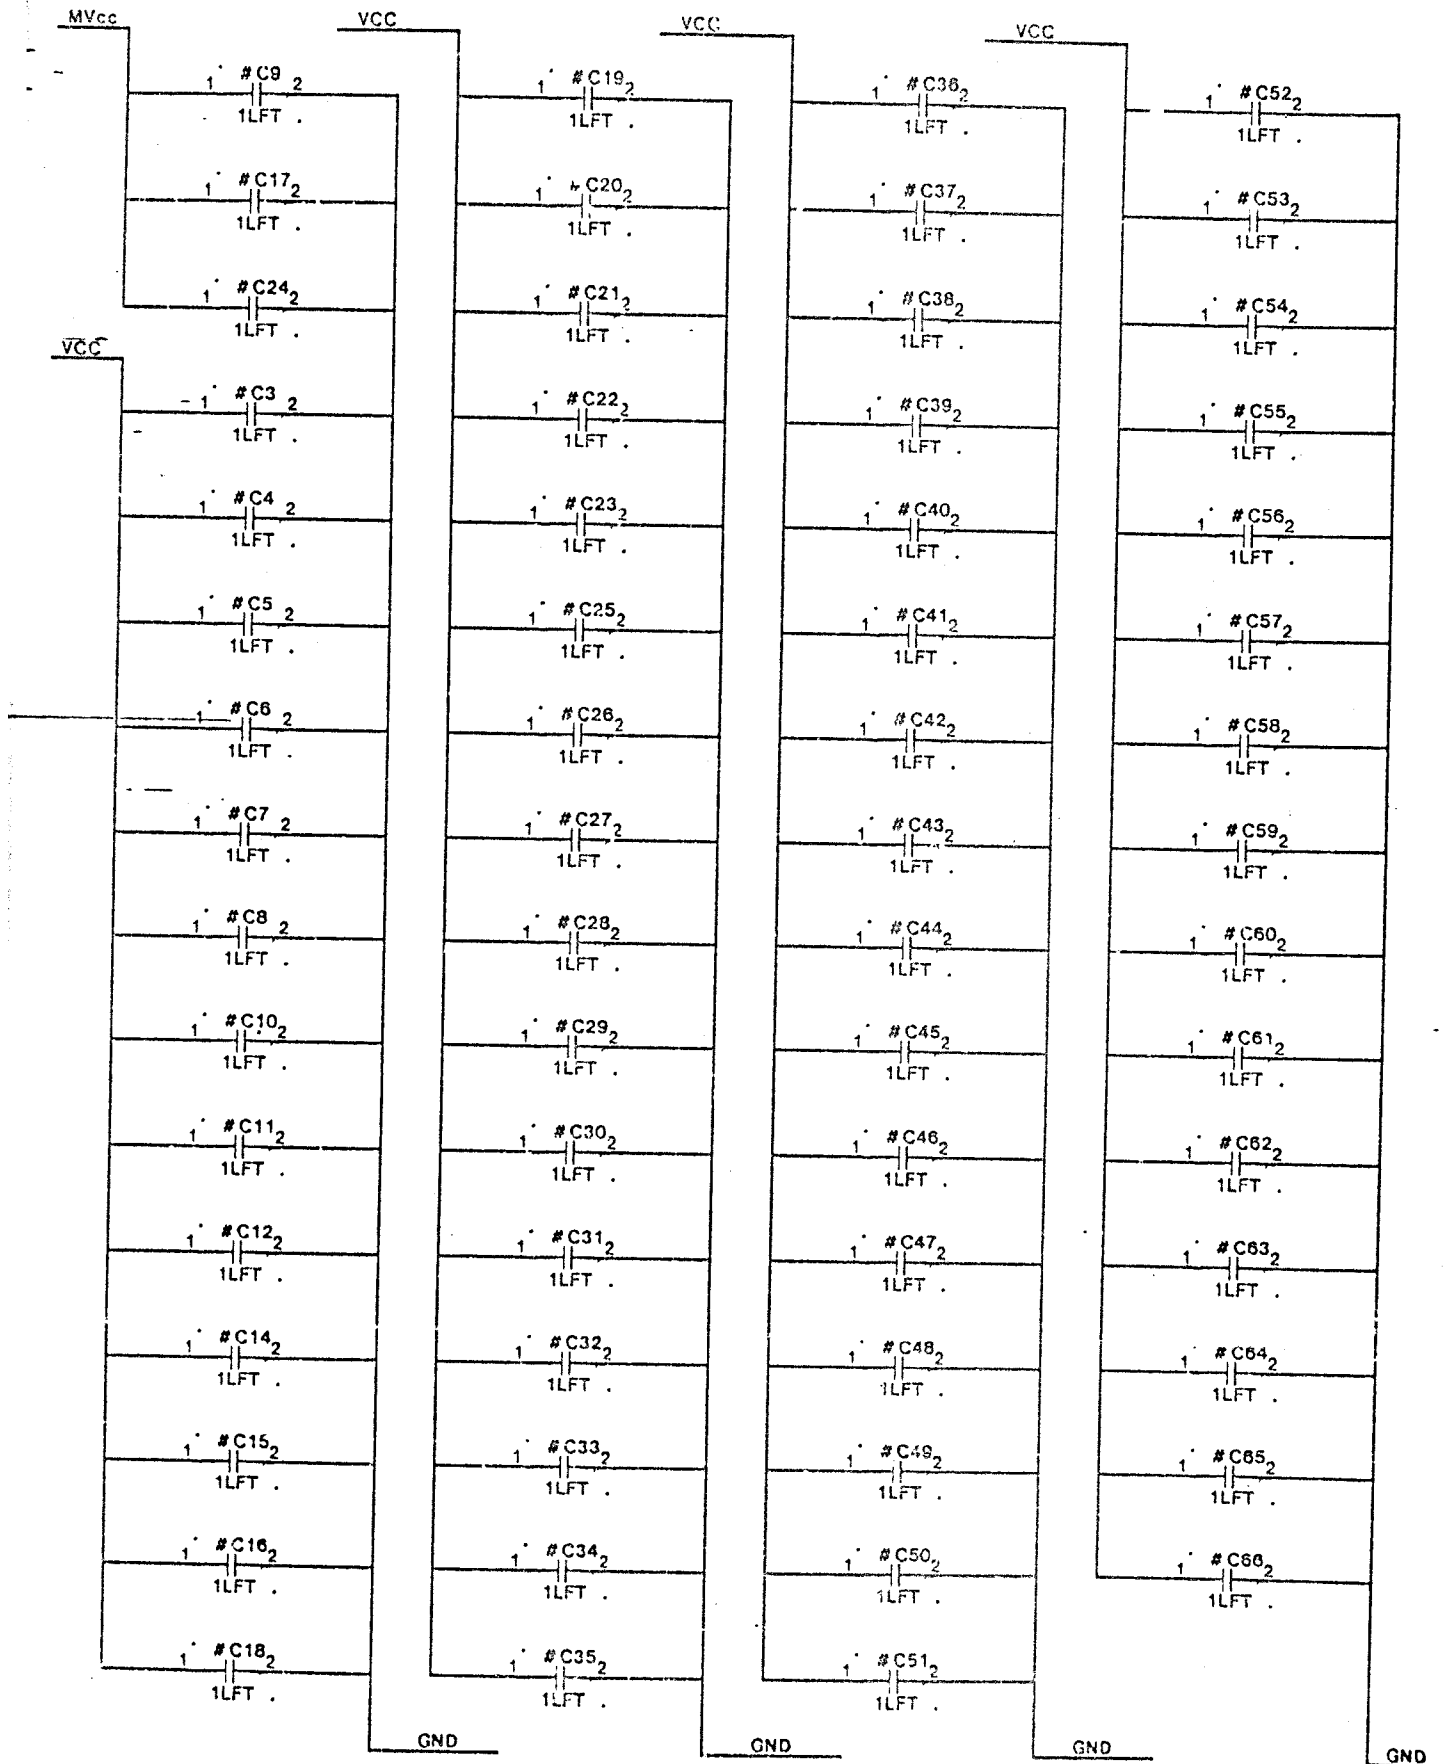 MVcc
1 #C9 2
1LFT .
1 #C17 2
1LFT .
1 #C24 2
1LFT .
VCC
1 #C3 2
1LFT .
1 #C4 2
1LFT .
1 #C5 2
1LFT .
1 #C6 2
1LFT .
1 #C7 2
1LFT .
1 #C8 2
1LFT .
1 #C10 2
1LFT .
1 #C11 2
1LFT .
1 #C12 2
1LFT .
1 #C14 2
1LFT .
1 #C15 2
1LFT .
1 #C16 2
1LFT .
1 #C18 2
1LFT .
GND
VCC
1 #C19 2
1LFT .
1 #C20 2
1LFT .
1 #C21 2
1LFT .
1 #C22 2
1LFT .
1 #C23 2
1LFT .
1 #C25 2
1LFT .
1 #C26 2
1LFT .
1 #C27 2
1LFT .
1 #C28 2
1LFT .
1 #C29 2
1LFT .
1 #C30 2
1LFT .
1 #C31 2
1LFT .
1 #C32 2
1LFT .
1 #C33 2
1LFT .
1 #C34 2
1LFT .
1 #C35 2
1LFT .
GND
VCC
1 #C36 2
1LFT .
1 #C37 2
1LFT .
1 #C38 2
1LFT .
1 #C39 2
1LFT .
1 #C40 2
1LFT .
1 #C41 2
1LFT .
1 #C42 2
1LFT .
1 #C43 2
1LFT .
1 #C44 2
1LFT .
1 #C45 2
1LFT .
1 #C46 2
1LFT .
1 #C47 2
1LFT .
1 #C48 2
1LFT .
1 #C49 2
1LFT .
1 #C50 2
1LFT .
1 #C51 2
1LFT .
GND
VCC
1 #C52 2
1LFT .
1 #C53 2
1LFT .
1 #C54 2
1LFT .
1 #C55 2
1LFT .
1 #C56 2
1LFT .
1 #C57 2
1LFT .
1 #C58 2
1LFT .
1 #C59 2
1LFT .
1 #C60 2
1LFT .
1 #C61 2
1LFT .
1 #C62 2
1LFT .
1 #C63 2
1LFT .
1 #C64 2
1LFT .
1 #C65 2
1LFT .
1 #C66 2
1LFT .
GND